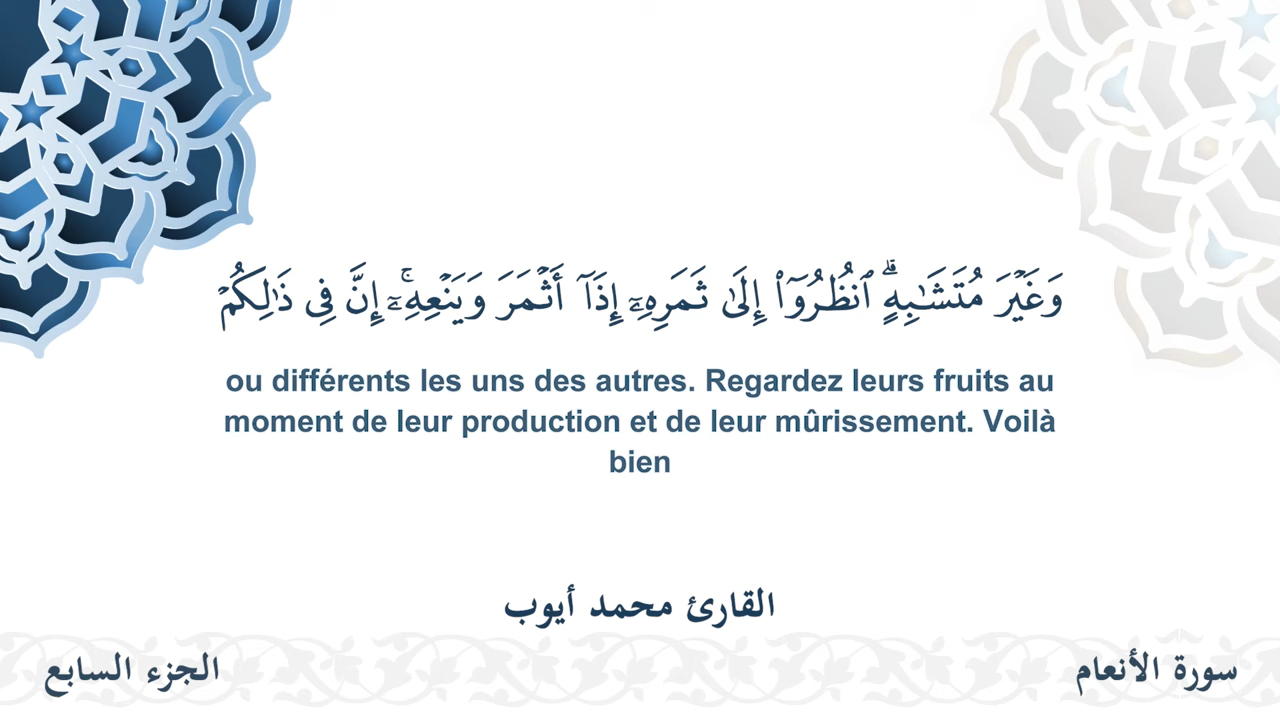 وَغَيۡرَ مُتَشَٰبِهٍۗ ٱنظُرُوٓاْ إِلَىٰ ثَمَرِهِۦٓ إِذَآ أَثۡمَرَ وَيَنۡعِهِۦٓۚ إِنَّ فِي ذَٰلِكُمۡ
ou différents les uns des autres. Regardez leurs fruits au
moment de leur production et de leur mûrissement. Voilà
bien
القارئ محمد أيوب
سورة الأنعام
الجزء السابع